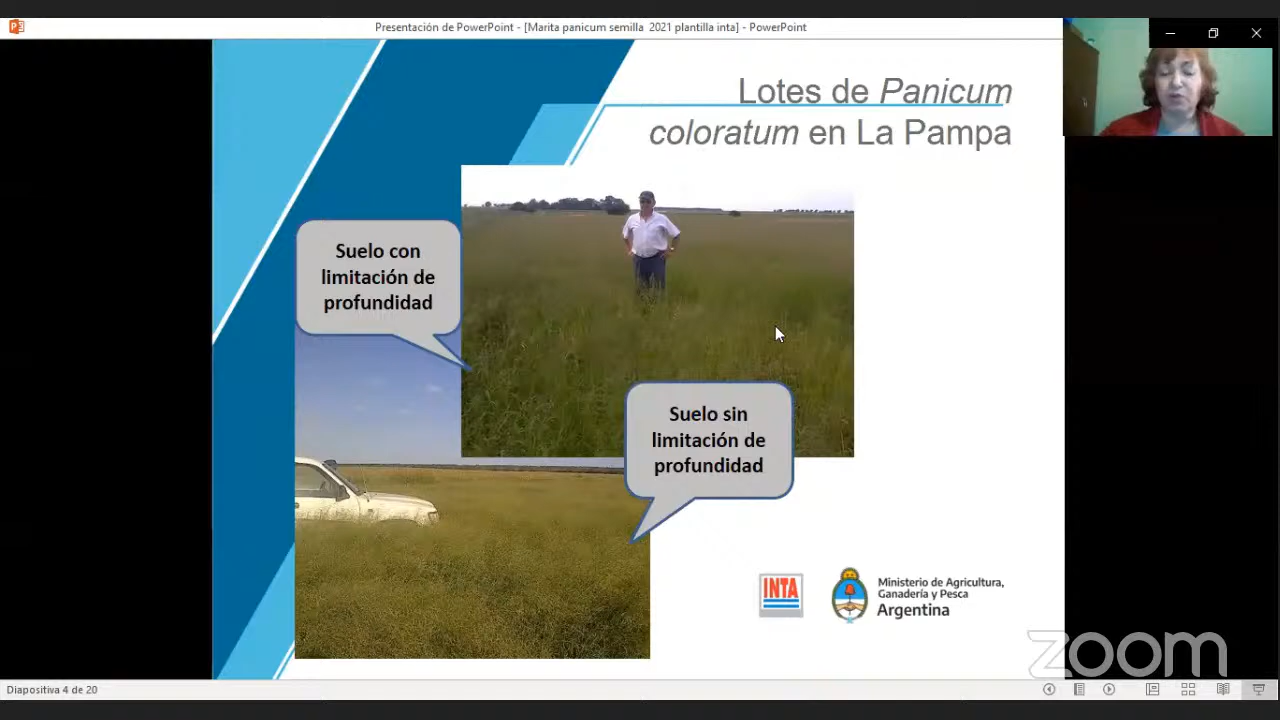 Presentación de PowerPoint - [Marita panicum semilla 2021 plantilla inta] - PowerPoint
Lotes de Panicum
coloratum en La Pampa
Suelo con
limitación de
profundidad
Suelo sin
limitación de
profundidad
INTA
Ministerio de Agricultura,
Ganadería y Pesca
Argentina
zoom
Diapositiva 4 de 20